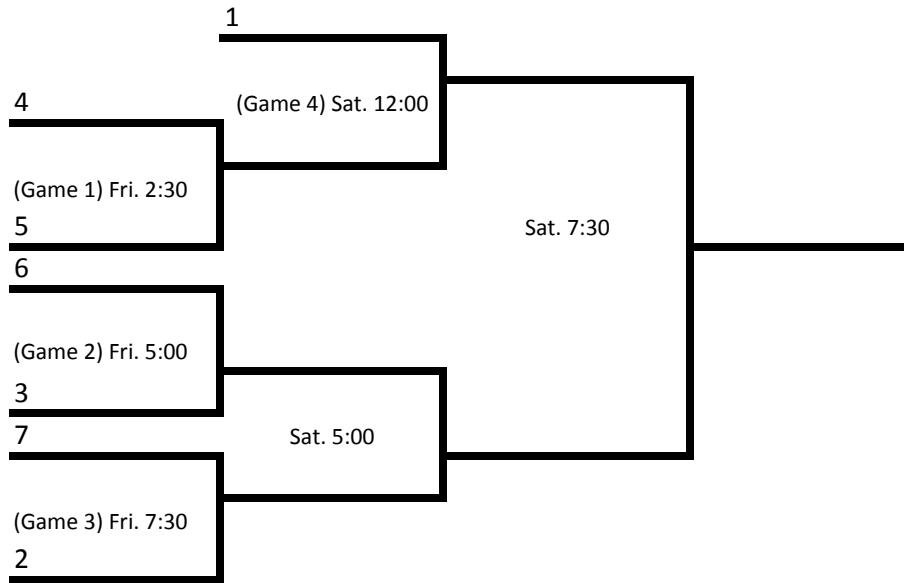 1
4
(Game 4) Sat. 12:00
(Game 1) Fri. 2:30
5
Sat. 7:30
6
(Game 2) Fri. 5:00
3
7
Sat. 5:00
(Game 3) Fri. 7:30
2